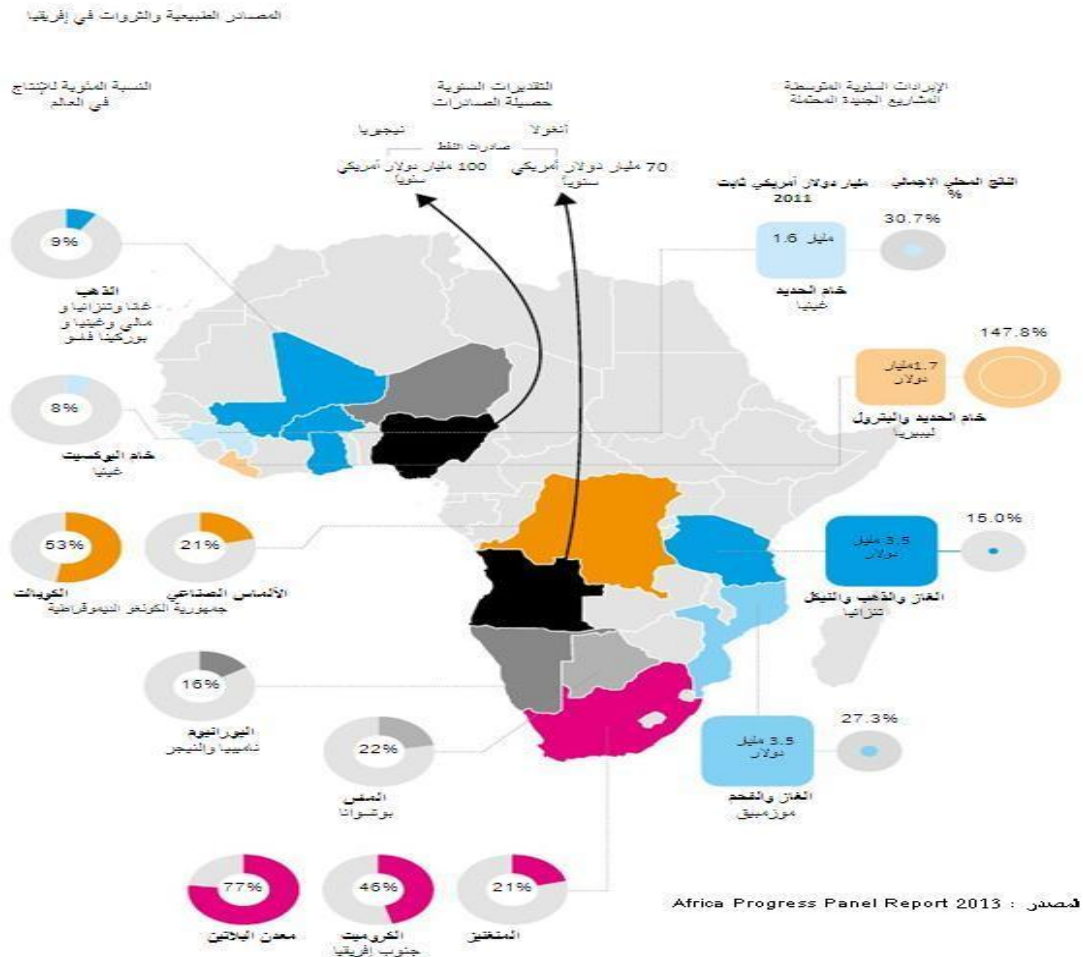 المصادر الطبيعية والثروات في إفريقيا
الإيرادات السنوية المتوسطة
المشاريع الجديدة المحتملة
التقديرات السنوية
حصيلة الصادرات
النسبة المئوية للإنتاج
في العالم
أنغولا
نيجيريا
صادرات النفط
70 مليار دولار أمريكي
سنوياً
100 مليار دولار أمريكي
سنوياً
الناتج المحلي الإجمالي
%
مليار دولار أمريكي ثابت
2011
30.7%
1.6 مليار
خام الحديد
غينيا
147.8%
1.7مليار
دولار
خام الحديد والبترول
ليبيريا
15.0%
3.5 مليار
دولار
الغاز والذهب والنيكل
تنزانيا
27.3%
3.5 مليار
دولار
الغاز والفحم
موزمبيق
9%
الذهب
غانا وتنزانيا و
مالي وغينيا و
بوركينا فاسو
8%
خام البوكسيت
غينيا
21%
53%
الألماس الصناعي
الكوبالت
جمهورية الكونغو الديموقراطية
16%
اليورانيوم
ناميبيا والنيجر
22%
بوتسوانا
21%
46%
77%
المنغنيز
الكروميت
معدن البلاتين
جنوب إفريقيا
المصدر : Africa Progress Panel Report 2013